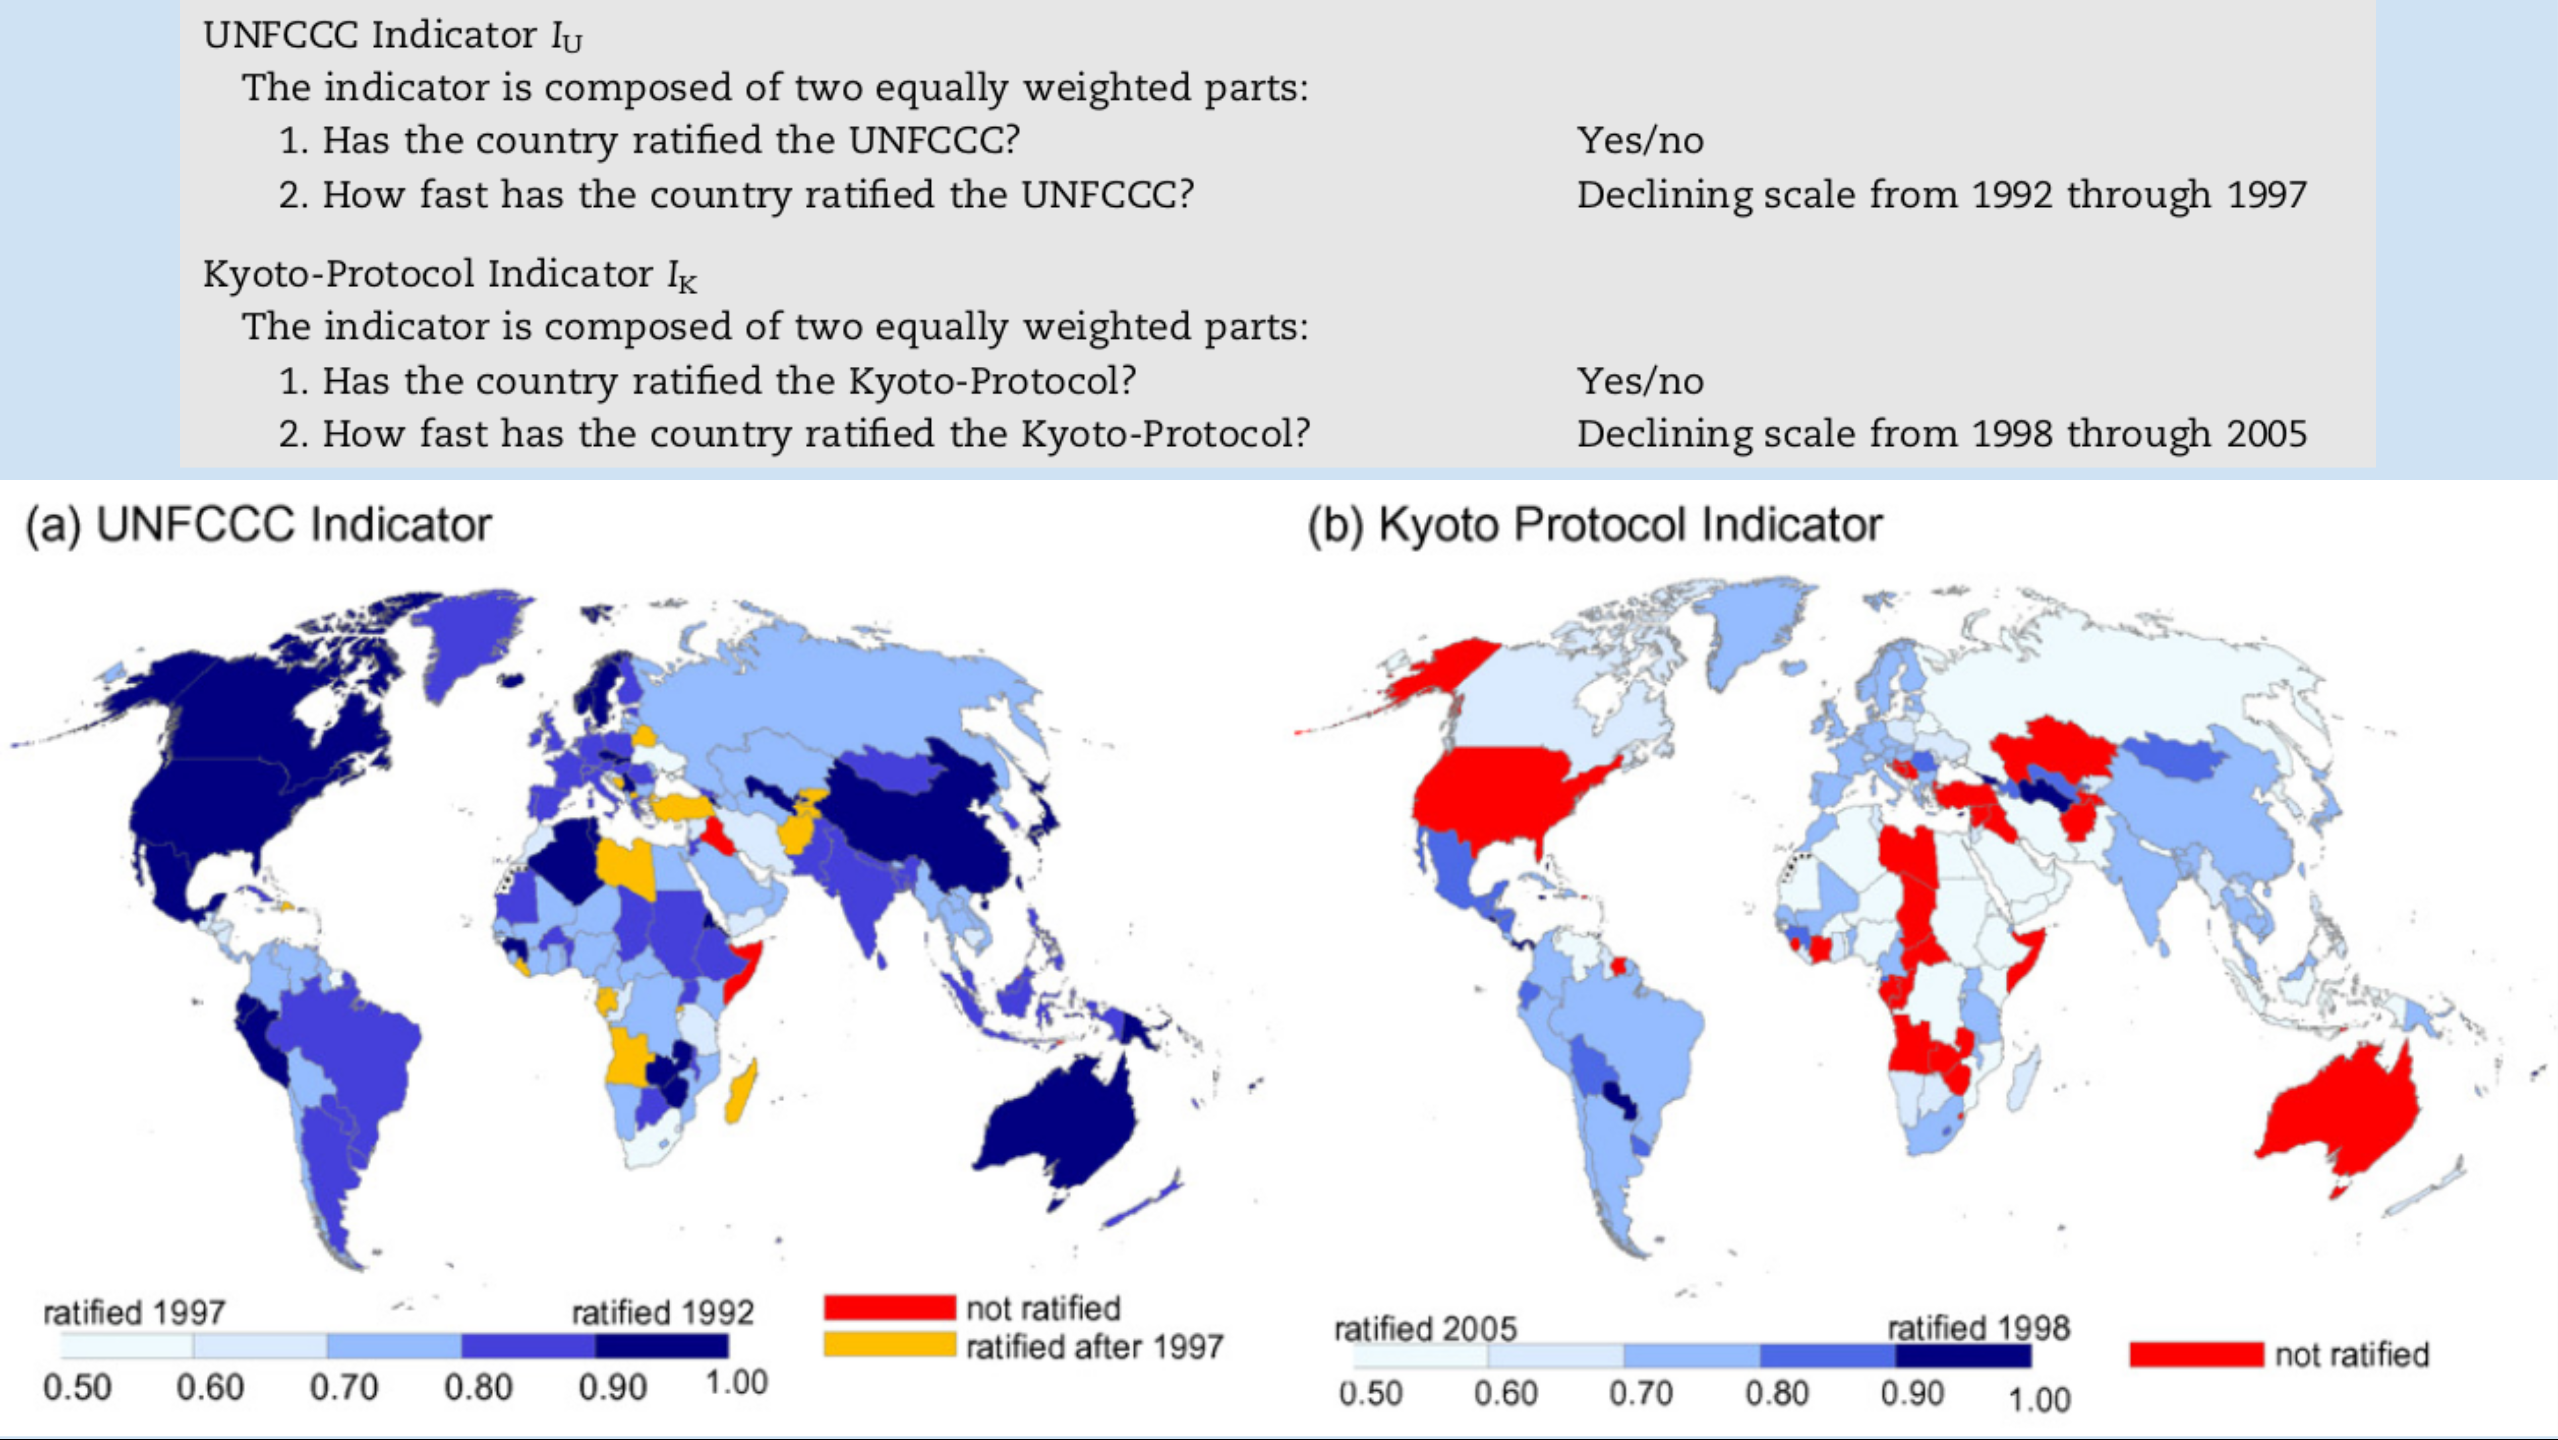 UNFCCC Indicator IU
The indicator is composed of two equally weighted parts:
1. Has the country ratified the UNFCCC? Yes/no
2. How fast has the country ratified the UNFCCC? Declining scale from 1992 through 1997
Kyoto-Protocol Indicator IK
The indicator is composed of two equally weighted parts:
1. Has the country ratified the Kyoto-Protocol? Yes/no
2. How fast has the country ratified the Kyoto-Protocol? Declining scale from 1998 through 2005
(a) UNFCCC Indicator
ratified 1997 ratified 1992
0.50 0.60 0.70 0.80 0.90 1.00
not ratified
ratified after 1997
(b) Kyoto Protocol Indicator
ratified 2005 ratified 1998
0.50 0.60 0.70 0.80 0.90 1.00
not ratified